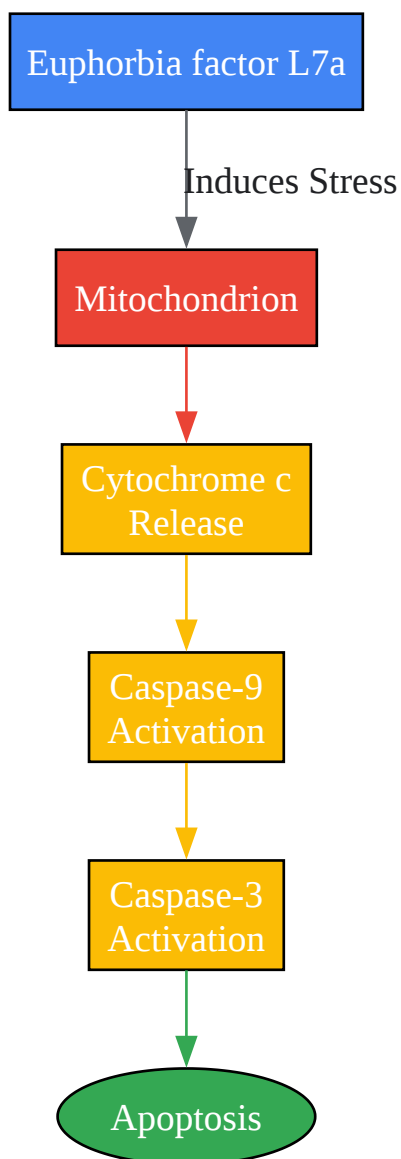 Euphorbia factor L7a
Induces Stress
Mitochondrion
Cytochrome c
Release
Caspase-9
Activation
Caspase-3
Activation
Apoptosis